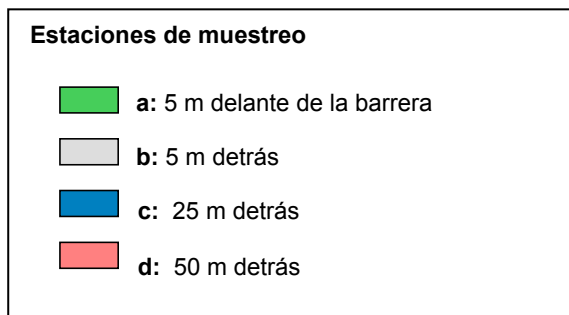 Estaciones de muestreo
a: 5 m delante de la barrera
b: 5 m detrás
c: 25 m detrás
d: 50 m detrás